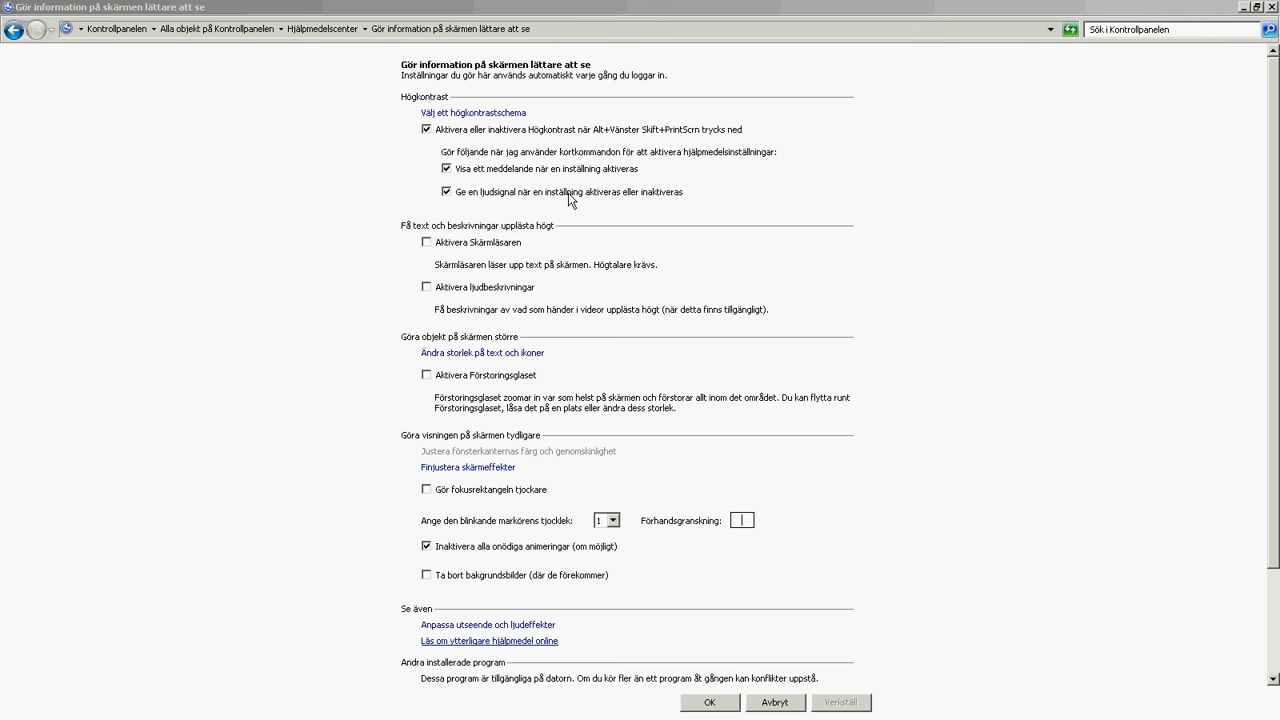 Gör information på skärmen lättare att se
Kontrollpanelen Alla objekt på Kontrollpanelen Hjälpmedelscenter Gör information på skärmen lättare att se Sök i Kontrollpanelen
Gör information på skärmen lättare att se
Inställningar du gör här används automatiskt varje gång du loggar in.
Högkontrast
Välj ett högkontrastschema
Aktivera eller inaktivera Högkontrast när Alt+Vänster Skift+PrintScrn trycks ned
Gör följande när jag använder kortkommandon för att aktivera hjälpmedelsinställningar:
Visa ett meddelande när en inställning aktiveras
Ge en ljudsignal när en inställning aktiveras eller inaktiveras
Få text och beskrivningar upplästa högt
Aktivera Skärmläsaren
Skärmläsaren läser upp text på skärmen. Högtalare krävs.
Aktivera ljudbeskrivningar
Få beskrivningar av vad som händer i videor upplästa högt (när detta finns tillgängligt).
Göra objekt på skärmen större
Ändra storlek på text och ikoner
Aktivera Förstoringsglaset
Förstoringsglaset zoomar in var som helst på skärmen och förstorar allt inom det området. Du kan flytta runt
Förstoringsglaset, låsa det på en plats eller ändra dess storlek.
Göra visningen på skärmen tydligare
Justera fönsterkanternas färg och genomskinlighet
Finjustera skärmeffekter
Gör fokusrektangeln tjockare
Ange den blinkande markörens tjocklek: 1 Förhandsgranskning:
Inaktivera alla onödiga animeringar (om möjligt)
Ta bort bakgrundsbilder (där de förekommer)
Se även
Anpassa utseende och ljudeffekter
Läs om ytterligare hjälpmedel online
Andra installerade program
Dessa program är tillgängliga på datorn. Om du kör fler än ett program åt gången kan konflikter uppstå.
OK Avbryt Verkställ